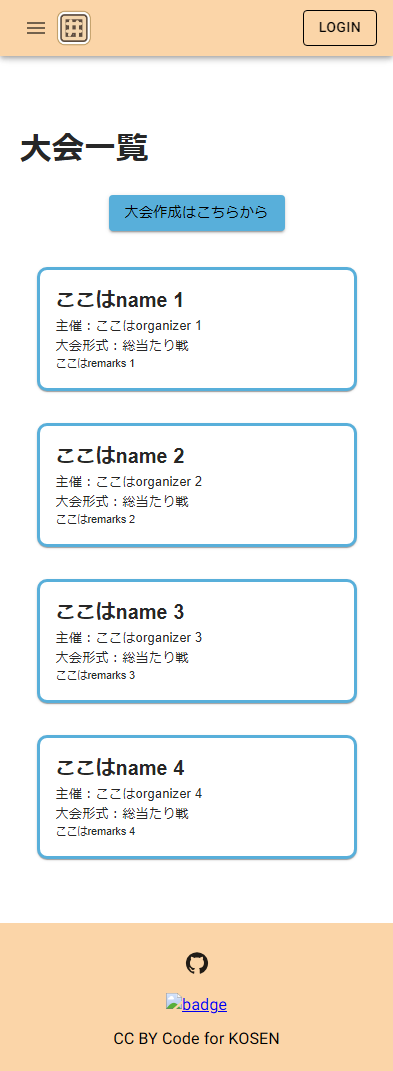 LOGIN
大会一覧
大会作成はこちらから
ここはname 1
主催：ここはorganizer 1
大会形式：総当たり戦
ここはremarks 1
ここはname 2
主催：ここはorganizer 2
大会形式：総当たり戦
ここはremarks 2
ここはname 3
主催：ここはorganizer 3
大会形式：総当たり戦
ここはremarks 3
ここはname 4
主催：ここはorganizer 4
大会形式：総当たり戦
ここはremarks 4
badge
CC BY Code for KOSEN